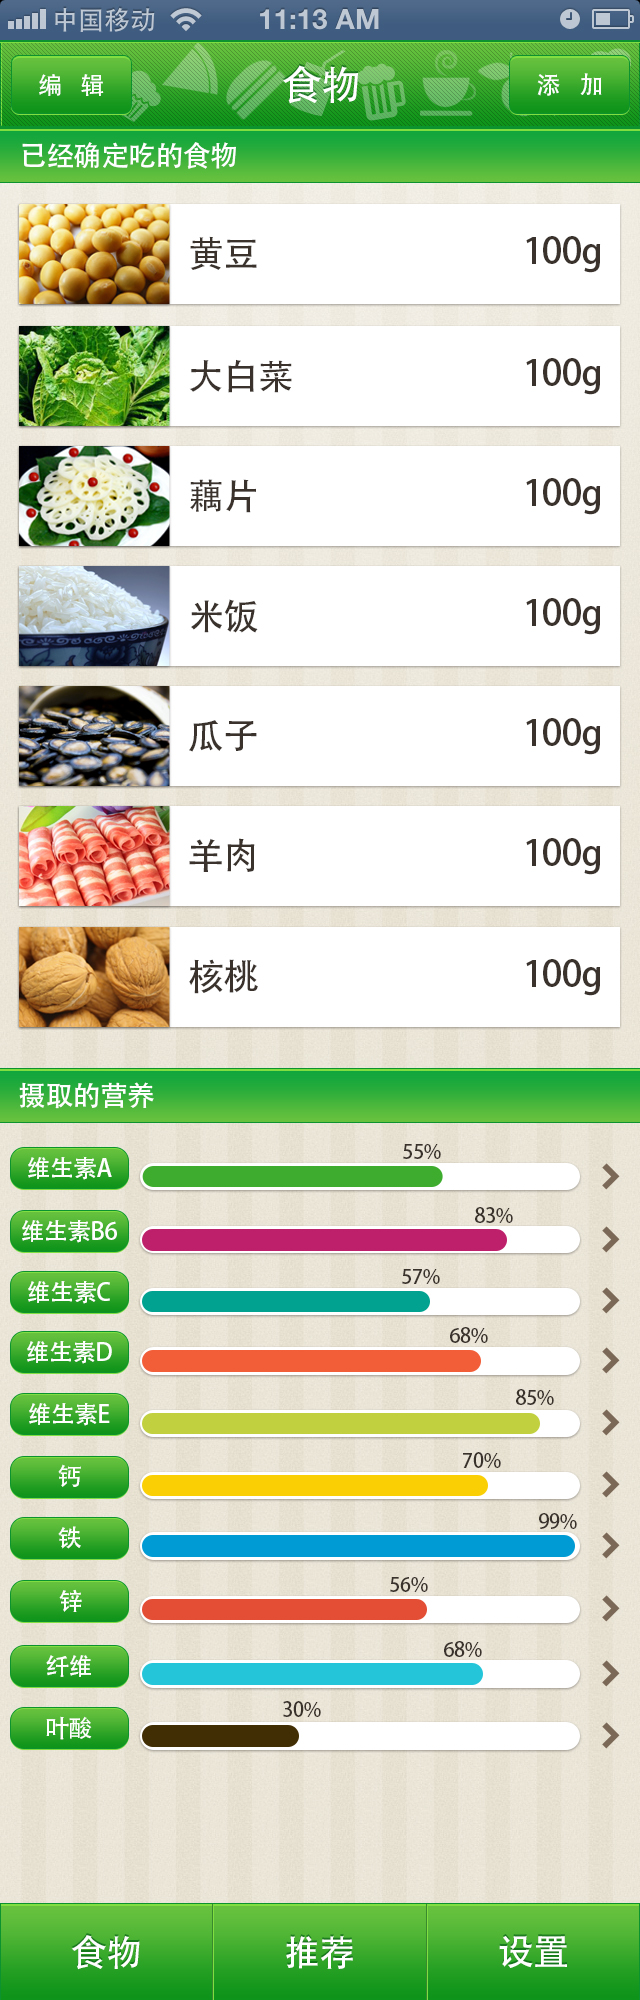 中国移动 11:13 AM
编 辑 食物 添 加
已经确定吃的食物
黄豆 100g
大白菜 100g
藕片 100g
米饭 100g
瓜子 100g
羊肉 100g
核桃 100g
摄取的营养
维生素A 55%
维生素B6 83%
维生素C 57%
维生素D 68%
维生素E 85%
钙 70%
铁 99%
锌 56%
纤维 68%
叶酸 30%
食物 推荐 设置